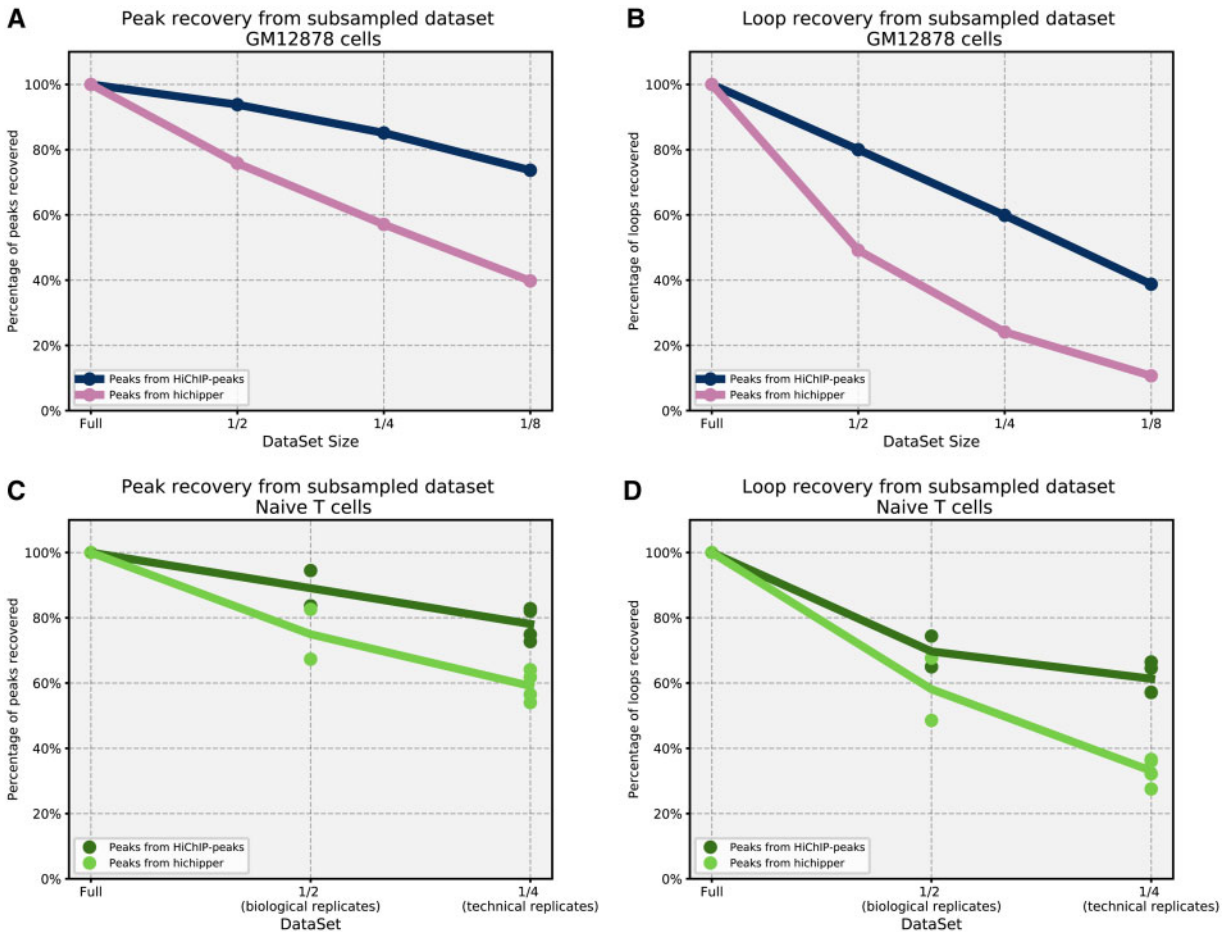 A
Peak recovery from subsampled dataset
GM12878 cells
Percentage of peaks recovered
100%
80%
60%
40%
20%
0%
Peaks from HiChIP-peaks
Peaks from hichipper
Full
1/2
1/4
1/8
DataSet Size
B
Loop recovery from subsampled dataset
GM12878 cells
Percentage of loops recovered
100%
80%
60%
40%
20%
0%
Peaks from HiChIP-peaks
Peaks from hichipper
Full
1/2
1/4
1/8
DataSet Size
C
Peak recovery from subsampled dataset
Naive T cells
Percentage of peaks recovered
100%
80%
60%
40%
20%
0%
Peaks from HiChIP-peaks
Peaks from hichipper
Full
1/2
(biological replicates)
1/4
(technical replicates)
DataSet
D
Loop recovery from subsampled dataset
Naive T cells
Percentage of loops recovered
100%
80%
60%
40%
20%
0%
Peaks from HiChIP-peaks
Peaks from hichipper
Full
1/2
(biological replicates)
1/4
(technical replicates)
DataSet